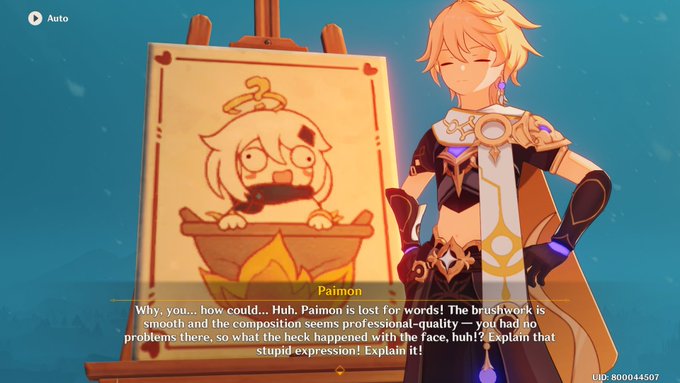 Auto
Paimon
Why, you... how could... Huh. Paimon is lost for words! The brushwork is
smooth and the composition seems professional-quality — you had no
problems there, so what the heck happened with the face, huh!? Explain that
stupid expression! Explain it!
UID: 800044507